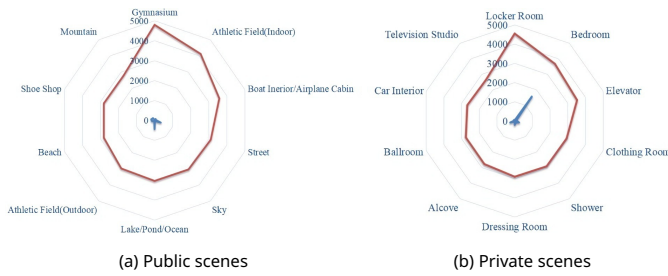 Gymnasium
5000
4000
3000
2000
1000
0
Mountain
Athletic Field(Indoor)
Shoe Shop
Boat Inerior/Airplane Cabin
Beach
Street
Athletic Field(Outdoor)
Sky
Lake/Pond/Ocean
(a) Public scenes
Locker Room
5000
4000
3000
2000
1000
0
Television Studio
Bedroom
Car Interior
Elevator
Ballroom
Clothing Room
Alcove
Shower
Dressing Room
(b) Private scenes